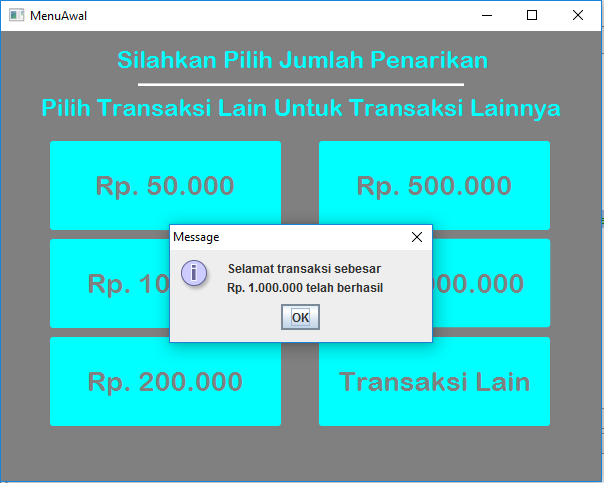 MenuAwal
Silahkan Pilih Jumlah Penarikan
Pilih Transaksi Lain Untuk Transaksi Lainnya
Rp. 50.000
Rp. 500.000
Message
Selamat transaksi sebesar
Rp. 1.000.000 telah berhasil
OK
Rp. 200.000
Transaksi Lain